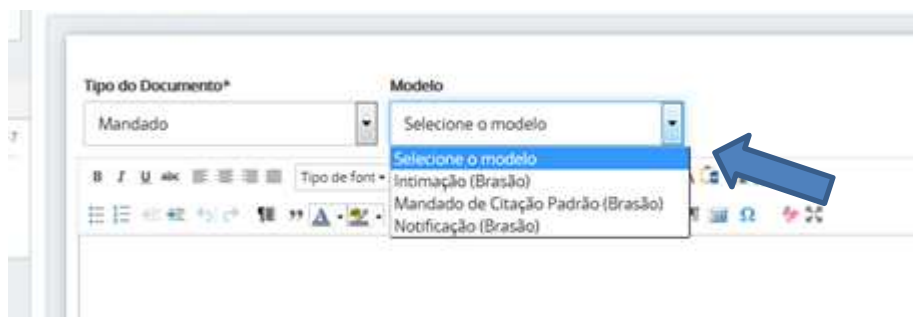 Tipo do Documento* Modelo
Mandado Selecione o modelo
Selecione o modelo
B I U abc Tipo de font
Intimação (Brasão)
Mandado de Citação Padrão (Brasão)
Notificação (Brasão)